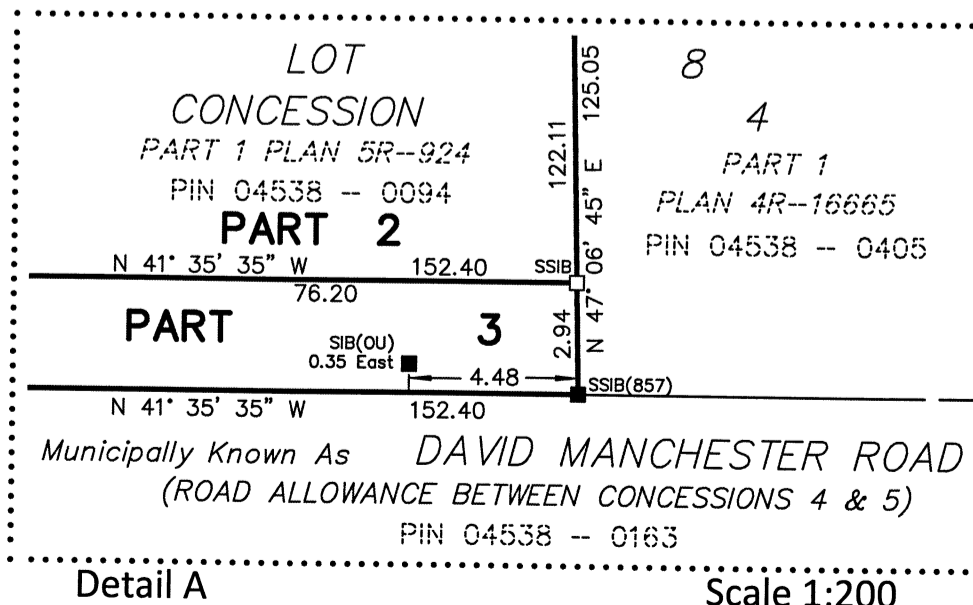 LOT 8
CONCESSION 4
PART 1 PLAN 5R--924
PIN 04538 -- 0094
PART 2
N 41° 35' 35" W 152.40
76.20
SSIB
122.11
125.05
N 47° 06' 45" E
2.94
PART 1
PLAN 4R--16665
PIN 04538 -- 0405
PART 3
SIB(OU)
0.35 East
4.48
SSIB(857)
N 41° 35' 35" W 152.40
Municipally Known As DAVID MANCHESTER ROAD
(ROAD ALLOWANCE BETWEEN CONCESSIONS 4 & 5)
PIN 04538 -- 0163
Detail A Scale 1:200